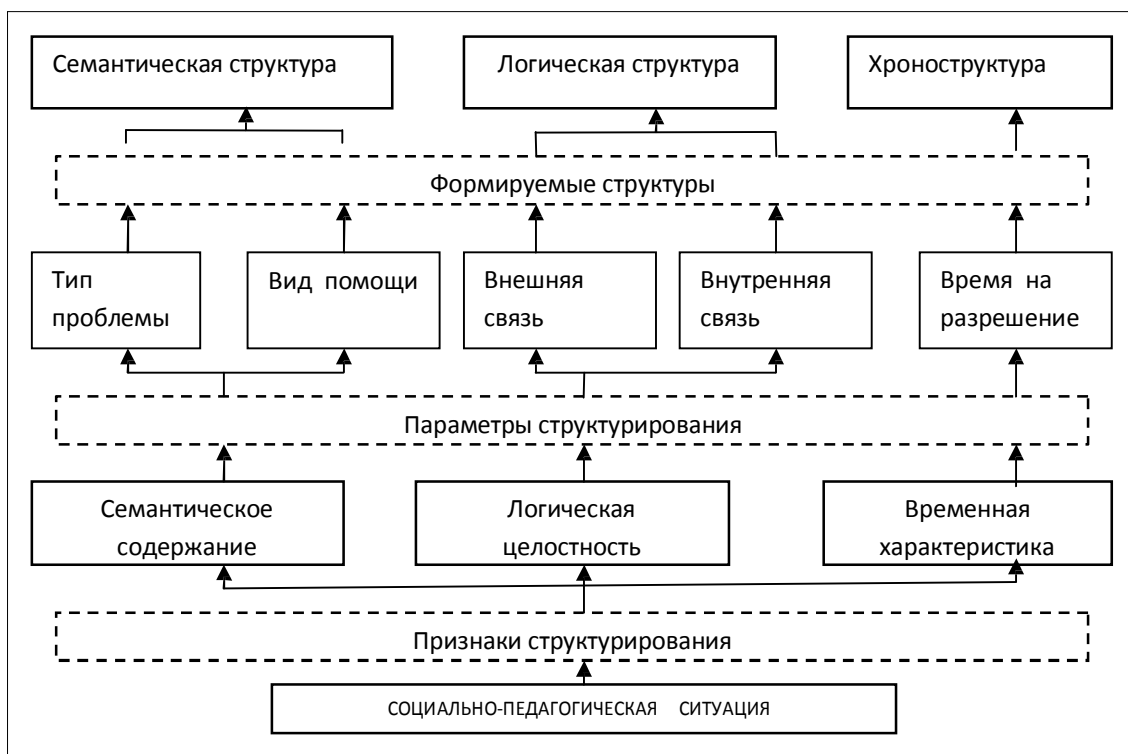 Семантическая структура
Логическая структура
Хроноструктура
Формируемые структуры
Тип
проблемы
Вид помощи
Внешняя
связь
Внутренняя
связь
Время на
разрешение
Параметры структурирования
Семантическое
содержание
Логическая
целостность
Временная
характеристика
Признаки структурирования
СОЦИАЛЬНО-ПЕДАГОГИЧЕСКАЯ СИТУАЦИЯ